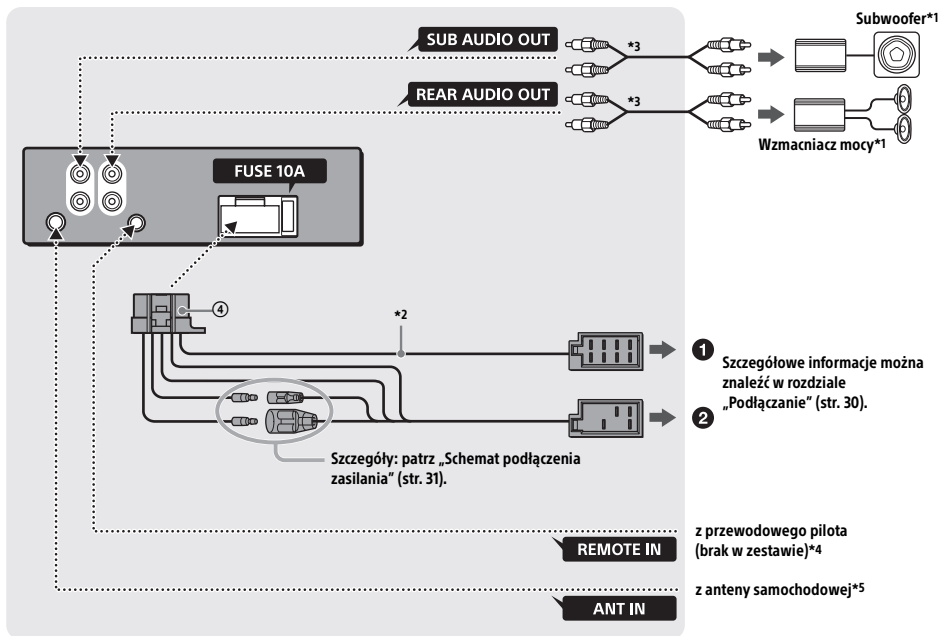 Subwoofer*1
SUB AUDIO OUT
*3
REAR AUDIO OUT
*3
Wzmacniacz mocy*1
FUSE 10A
④
*2
❶
Szczegółowe informacje można
znaleźć w rozdziale
„Podłączanie” (str. 30).
❷
Szczegóły: patrz „Schemat podłączenia
zasilania” (str. 31).
z przewodowego pilota
(brak w zestawie)*4
REMOTE IN
z anteny samochodowej*5
ANT IN